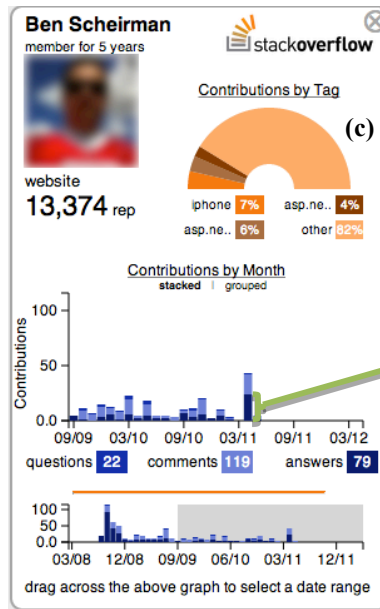 Ben Scheirman
member for 5 years
stackoverflow
Contributions by Tag
(c)
website
13,374 rep
iphone 7% asp.ne.. 4%
asp.ne.. 6% other 82%
Contributions by Month
stacked | grouped
Contributions
100
50
0.0
09/09 03/10 09/10 03/11 09/11 03/12
questions 22 comments 119 answers 79
100
50
0.0
03/08 12/08 09/09 06/10 03/11 12/11
drag across the above graph to select a date range